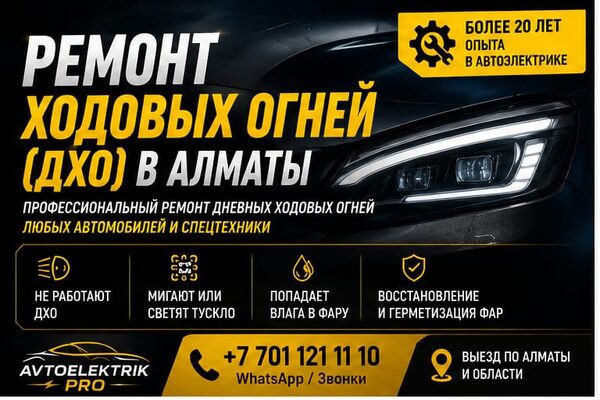 РЕМОНТ
ХОДОВЫХ ОГНЕЙ
(ДХО) В АЛМАТЫ
ПРОФЕССИОНАЛЬНЫЙ РЕМОНТ ДНЕВНЫХ ХОДОВЫХ ОГНЕЙ
ЛЮБЫХ АВТОМОБИЛЕЙ И СПЕЦТЕХНИКИ
БОЛЕЕ 20 ЛЕТ
ОПЫТА
В АВТОЭЛЕКТРИКЕ
НЕ РАБОТАЮТ
ДХО
МИГАЮТ ИЛИ
СВЕТЯТ ТУСКЛО
ПОПАДАЕТ
ВЛАГА В ФАРУ
ВОССТАНОВЛЕНИЕ
И ГЕРМЕТИЗАЦИЯ ФАР
AVTOELEKTRIK
PRO
+7 701 121 11 10
WhatsApp / Звонки
ВЫЕЗД ПО АЛМАТЫ
И ОБЛАСТИ